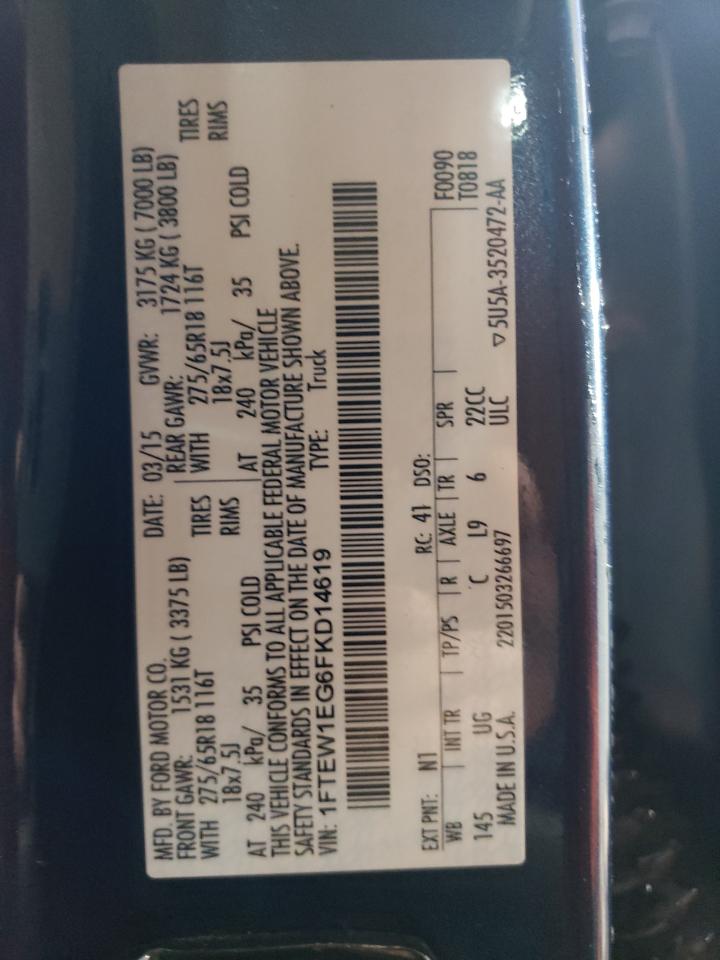 MFD. BY FORD MOTOR CO. DATE: 03/15 GVWR: 3175 KG ( 7000 LB)
FRONT GAWR: 1531 KG ( 3375 LB) REAR GAWR: 1724 KG ( 3800 LB)
WITH 275/65R18 116T TIRES WITH 275/65R18 116T TIRES
18x7.5J RIMS 18x7.5J RIMS
AT 240 kPa/ 35 PSI COLD AT 240 kPa/ 35 PSI COLD
THIS VEHICLE CONFORMS TO ALL APPLICABLE FEDERAL MOTOR VEHICLE
SAFETY STANDARDS IN EFFECT ON THE DATE OF MANUFACTURE SHOWN ABOVE.
VIN: 1FTEW1EG6FKD14619 TYPE: Truck
EXT PNT: N1 RC: 41 DSO: F0090
WB INT TR TP/PS R AXLE TR SPR T0818
145 UG C L9 6 22CC
ULC
MADE IN U.S.A. 2201503266697 ▽5U5A-3520472-AA